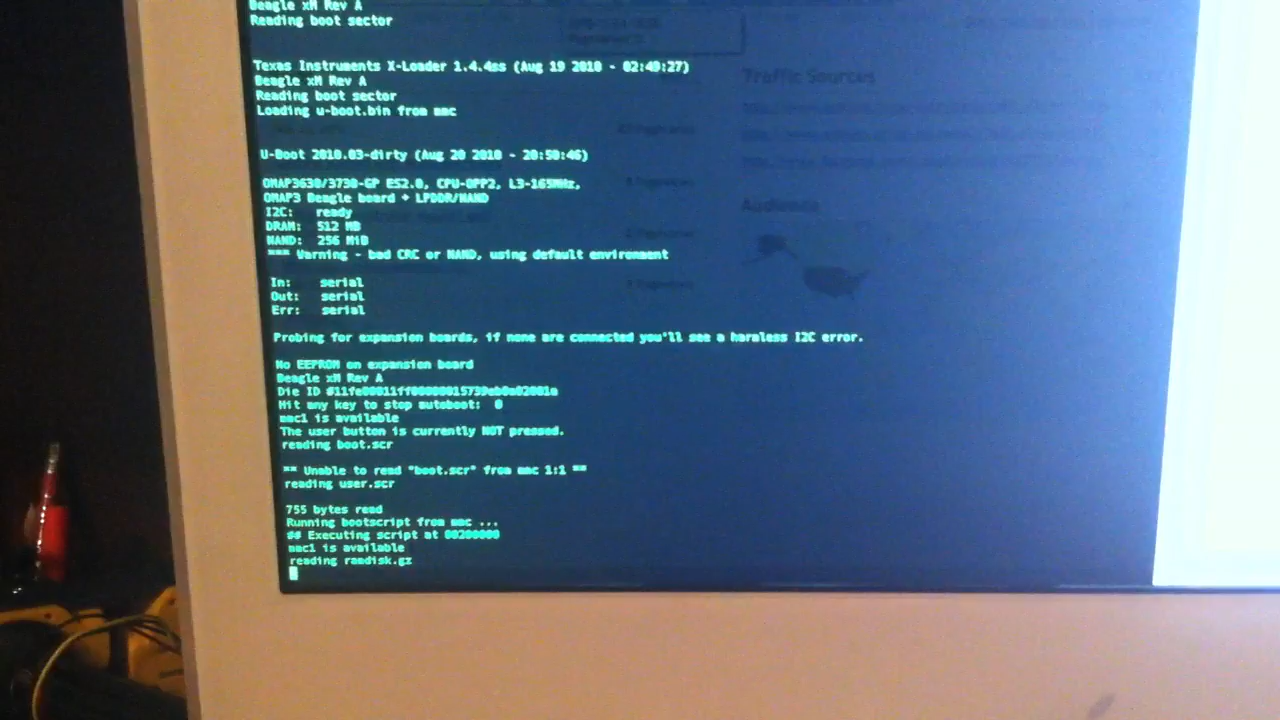 Beagle xM Rev A
Reading boot sector
Texas Instruments X-Loader 1.4.4ss (Aug 19 2010 - 02:49:27)
Beagle xM Rev A
Reading boot sector
Loading u-boot.bin from mmc
U-Boot 2010.03-dirty (Aug 20 2010 - 20:50:46)
OMAP3630/3730-GP ES2.0, CPU-OPP2, L3-165MHz,
OMAP3 Beagle board + LPDDR/NAND
I2C: ready
DRAM: 512 MB
NAND: 256 MiB
*** Warning - bad CRC or NAND, using default environment
In: serial
Out: serial
Err: serial
Probing for expansion boards, if none are connected you'll see a harmless I2C error.
No EEPROM on expansion board
Beagle xM Rev A
Die ID
Hit any key to stop autoboot: 0
mmc1 is available
The user button is currently NOT pressed.
reading boot.scr
** Unable to read "boot.scr" from mmc 1:1 **
reading user.scr
755 bytes read
Running bootscript from mmc ...
## Executing script at 80200000
mmc1 is available
reading ramdisk.gz
Traffic Sources
Audience